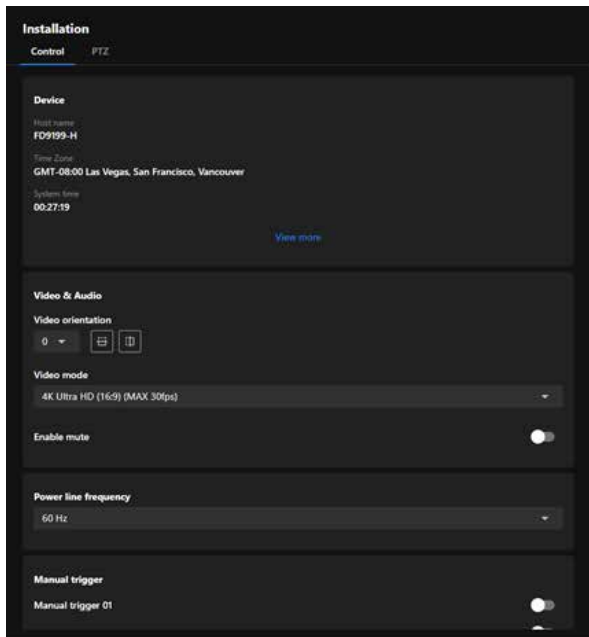 Installation
Control PTZ
Device
Host name
FD9199-H
Time Zone
GMT-08:00 Las Vegas, San Francisco, Vancouver
System time
00:27:19
View more
Video & Audio
Video orientation
0
Video mode
4K Ultra HD (16:9) (MAX 30fps)
Enable mute
Power line frequency
60 Hz
Manual trigger
Manual trigger 01